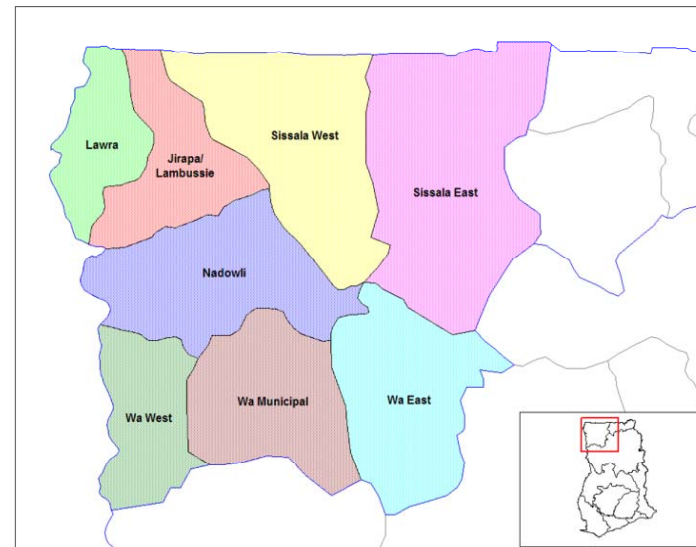 Lawra
Jirapa/
Lambussie
Sissala West
Sissala East
Nadowli
Wa West
Wa Municipal
Wa East